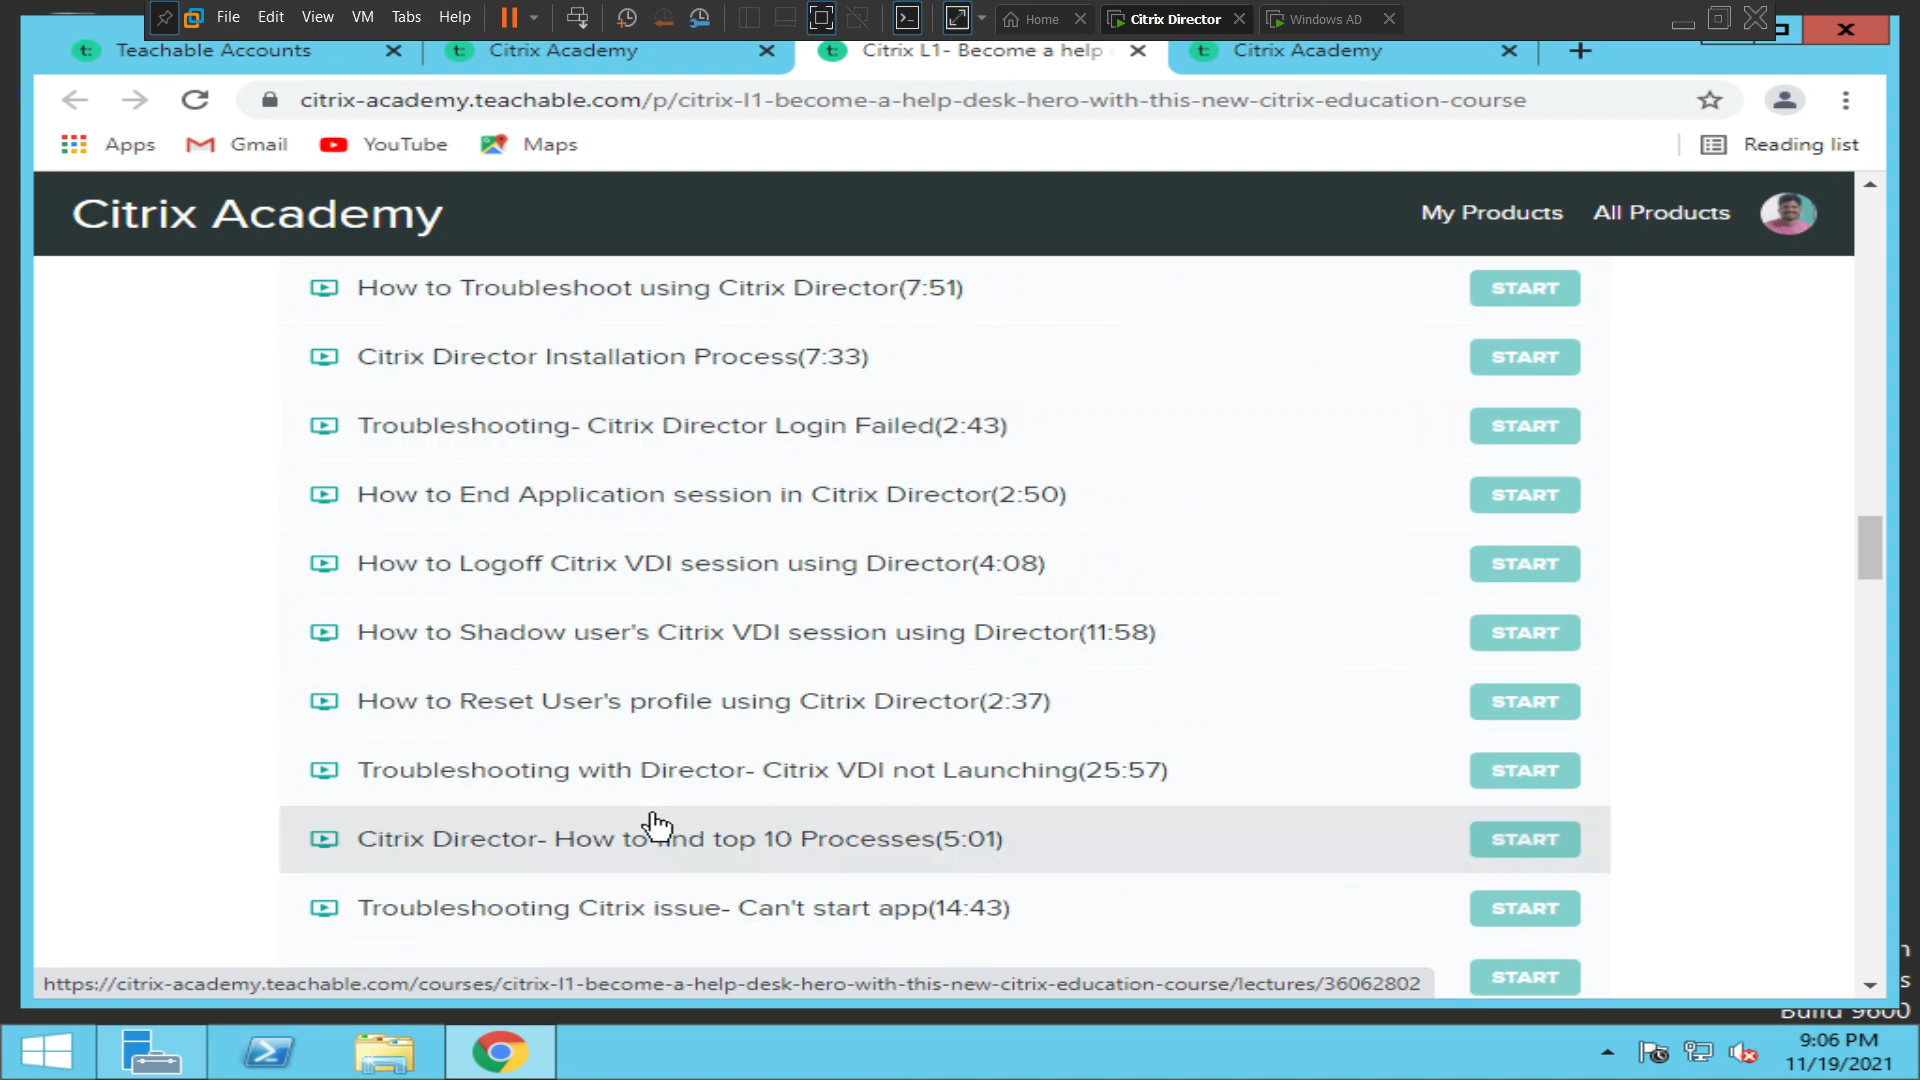 File Edit View VM Tabs Help Home Citrix Director Windows AD
Teachable Accounts Citrix Academy Citrix L1- Become a help Citrix Academy
citrix-academy.teachable.com/p/citrix-l1-become-a-help-desk-hero-with-this-new-citrix-education-course
Apps Gmail YouTube Maps Reading list
Citrix Academy My Products All Products
How to Troubleshoot using Citrix Director(7:51) START
Citrix Director Installation Process(7:33) START
Troubleshooting- Citrix Director Login Failed(2:43) START
How to End Application session in Citrix Director(2:50) START
How to Logoff Citrix VDI session using Director(4:08) START
How to Shadow user's Citrix VDI session using Director(11:58) START
How to Reset User's profile using Citrix Director(2:37) START
Troubleshooting with Director- Citrix VDI not Launching(25:57) START
Citrix Director- How to find top 10 Processes(5:01) START
Troubleshooting Citrix issue- Can't start app(14:43) START
START
https://citrix-academy.teachable.com/courses/citrix-l1-become-a-help-desk-hero-with-this-new-citrix-education-course/lectures/36062802
Build 9600
9:06 PM
11/19/2021